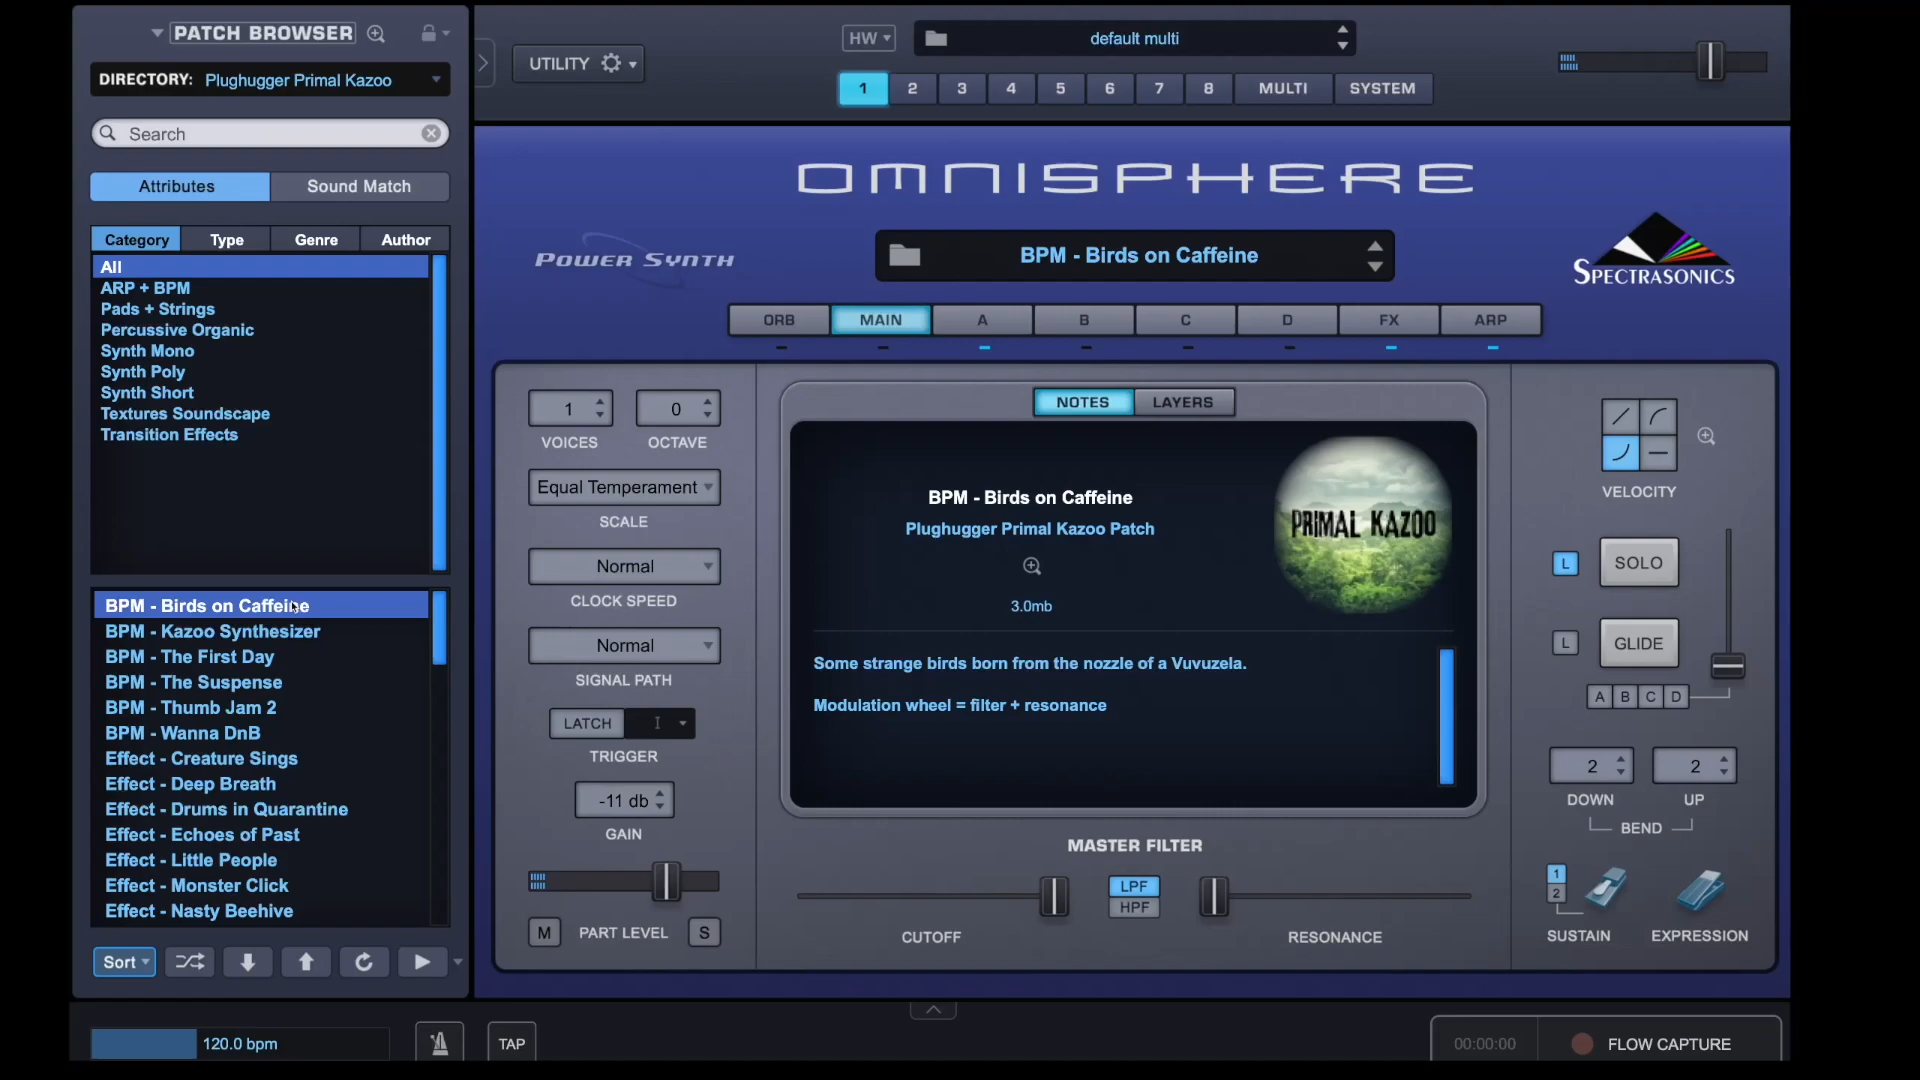 PATCH BROWSER
DIRECTORY: Plughugger Primal Kazoo
Search
Attributes
Sound Match
Category
Type
Genre
Author
All
ARP + BPM
Pads + Strings
Percussive Organic
Synth Mono
Synth Poly
Synth Short
Textures Soundscape
Transition Effects
BPM - Birds on Caffeine
BPM - Kazoo Synthesizer
BPM - The First Day
BPM - The Suspense
BPM - Thumb Jam 2
BPM - Wanna DnB
Effect - Creature Sings
Effect - Deep Breath
Effect - Drums in Quarantine
Effect - Echoes of Past
Effect - Little People
Effect - Monster Click
Effect - Nasty Beehive
Sort
120.0 bpm
TAP
UTILITY
HW
default multi
1 2 3 4 5 6 7 8 MULTI SYSTEM
OMNISPHERE
POWER SYNTH
BPM - Birds on Caffeine
SPECTRASONICS
ORB MAIN A B C D FX ARP
1
VOICES
0
OCTAVE
Equal Temperament
SCALE
Normal
CLOCK SPEED
Normal
SIGNAL PATH
LATCH
TRIGGER
-11 db
GAIN
M PART LEVEL S
NOTES LAYERS
BPM - Birds on Caffeine
Plughugger Primal Kazoo Patch
3.0mb
PRIMAL KAZOO
Some strange birds born from the nozzle of a Vuvuzela.
Modulation wheel = filter + resonance
MASTER FILTER
LPF
HPF
CUTOFF
RESONANCE
VELOCITY
L SOLO
L GLIDE
A B C D
2
DOWN
2
UP
BEND
1
2
SUSTAIN
EXPRESSION
00:00:00
FLOW CAPTURE